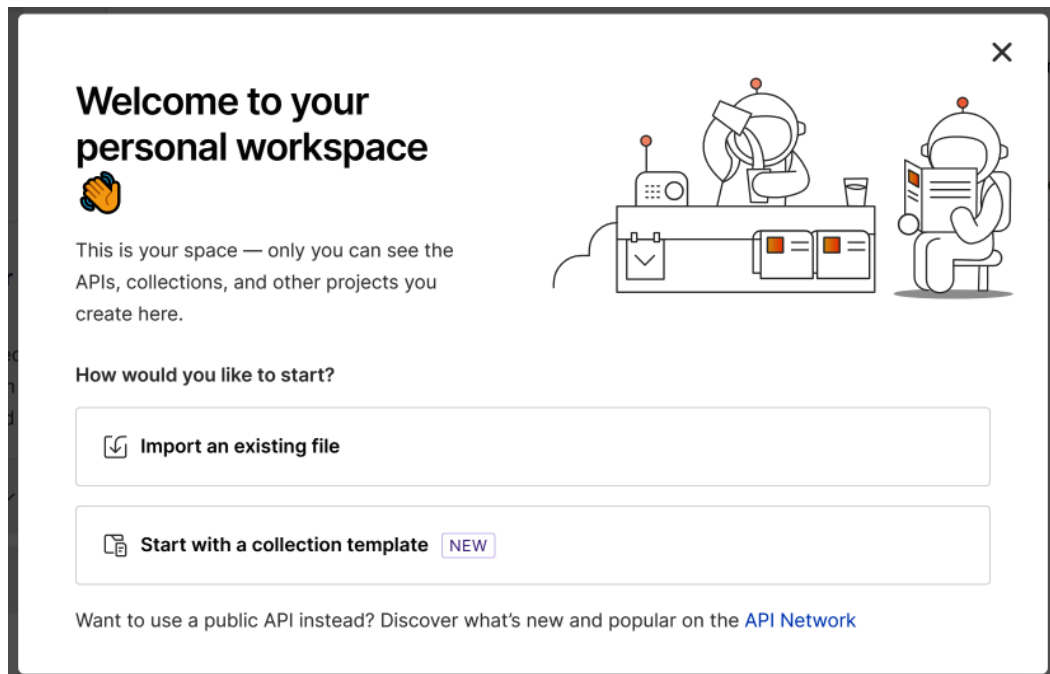 Welcome to your
personal workspace
👋
This is your space — only you can see the
APIs, collections, and other projects you
create here.
How would you like to start?
Import an existing file
Start with a collection template NEW
Want to use a public API instead? Discover what's new and popular on the API Network